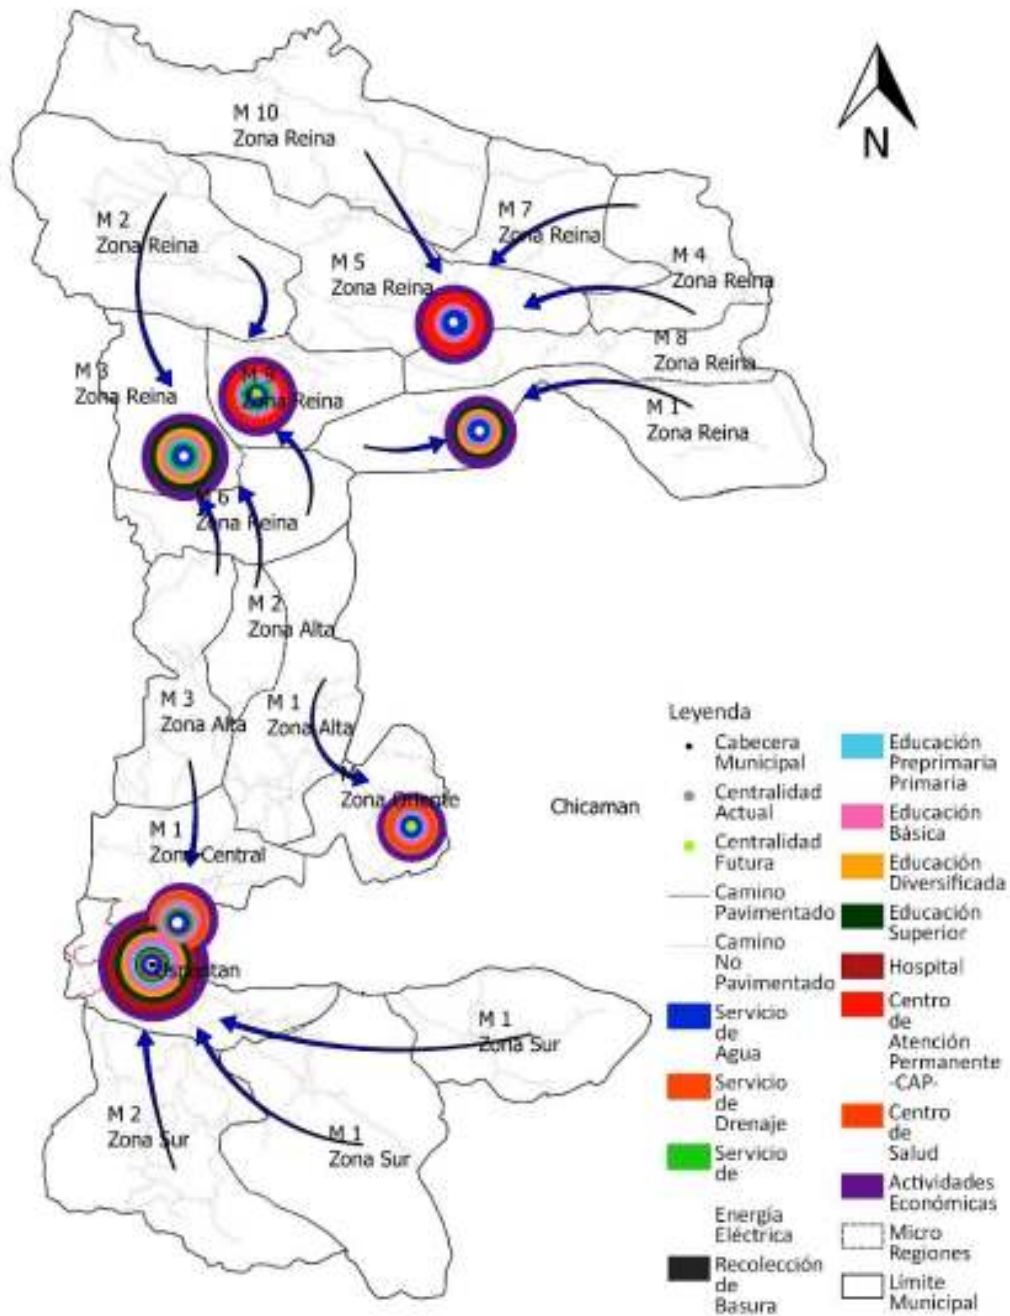 M 10
Zona Reina
N
M 2
Zona Reina
M 7
Zona Reina
M 5
Zona Reina
M 4
Zona Reina
M 8
Zona Reina
M 3
Zona Reina
Zona Reina
M 1
Zona Reina
M 6
Zona Reina
M 2
Zona Alta
M 3
Zona Alta
M 1
Zona Alta
Zona Oriente
Chicaman
M 1
Zona Central
M 1
Zona Sur
M 2
Zona Sur
M 1
Zona Sur
Leyenda
Cabecera
Municipal
Centralidad
Actual
Centralidad
Futura
Camino
Pavimentado
Camino
No
Pavimentado
Servicio
de
Agua
Servicio
de
Drenaje
Servicio
de
Energía
Eléctrica
Recolección
de
Basura
Educación
Preprimaria
Primaria
Educación
Básica
Educación
Diversificada
Educación
Superior
Hospital
Centro
de
Atención
Permanente
-CAP-
Centro
de
Salud
Actividades
Económicas
Micro
Regiones
Límite
Municipal